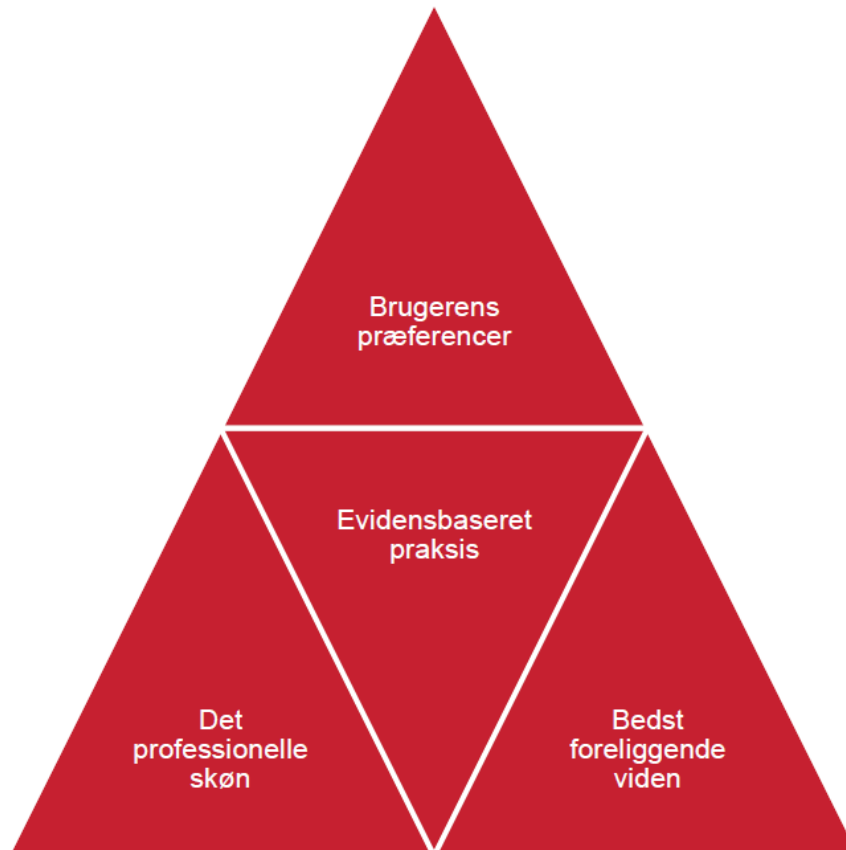 Brugerens
præferencer
Evidensbaseret
praksis
Det
professionelle
skøn
Bedst
foreliggende
viden